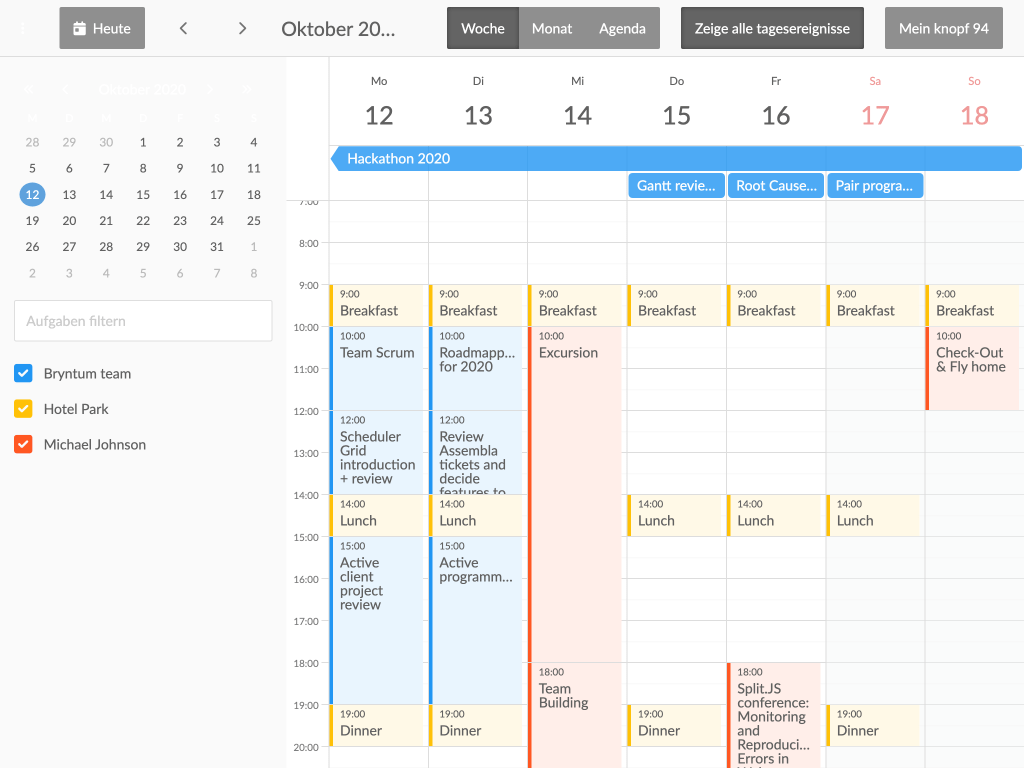 Heute
Oktober 20...
Woche
Monat
Agenda
Zeige alle tagesereignisse
Mein knopf 94
Oktober 2020
28 29 30 1 2 3 4
5 6 7 8 9 10 11
12 13 14 15 16 17 18
19 20 21 22 23 24 25
26 27 28 29 30 31 1
2 3 4 5 6 7 8
Aufgaben filtern
Bryntum team
Hotel Park
Michael Johnson
Mo Di Mi Do Fr Sa So
12 13 14 15 16 17 18
Hackathon 2020
Gantt revie...
Root Cause...
Pair progra...
7:00
8:00
9:00
10:00
11:00
12:00
13:00
14:00
15:00
16:00
17:00
18:00
19:00
20:00
9:00
Breakfast
10:00
Team Scrum
12:00
Scheduler
Grid
introduction
+ review
14:00
Lunch
15:00
Active
client
project
review
19:00
Dinner
9:00
Breakfast
10:00
Roadmapp...
for 2020
12:00
Review
Assembla
tickets and
decide
features to
14:00
Lunch
15:00
Active
programm...
19:00
Dinner
9:00
Breakfast
10:00
Excursion
18:00
Team
Building
9:00
Breakfast
14:00
Lunch
19:00
Dinner
9:00
Breakfast
14:00
Lunch
18:00
Split.JS
conference:
Monitoring
and
Reproduci...
Errors in
9:00
Breakfast
14:00
Lunch
19:00
Dinner
9:00
Breakfast
10:00
Check-Out
& Fly home